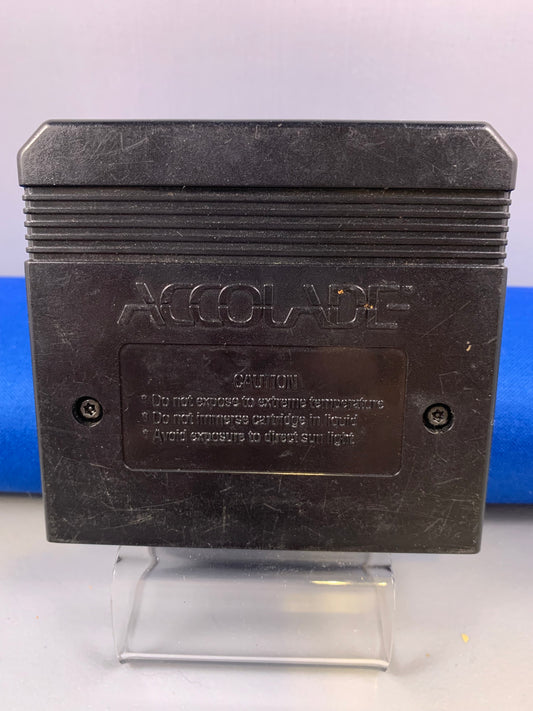 ACCOLADE™
CAUTION
* Do not expose to extreme temperature
* Do not immerse cartridge in liquid
* Avoid exposure to direct sun light